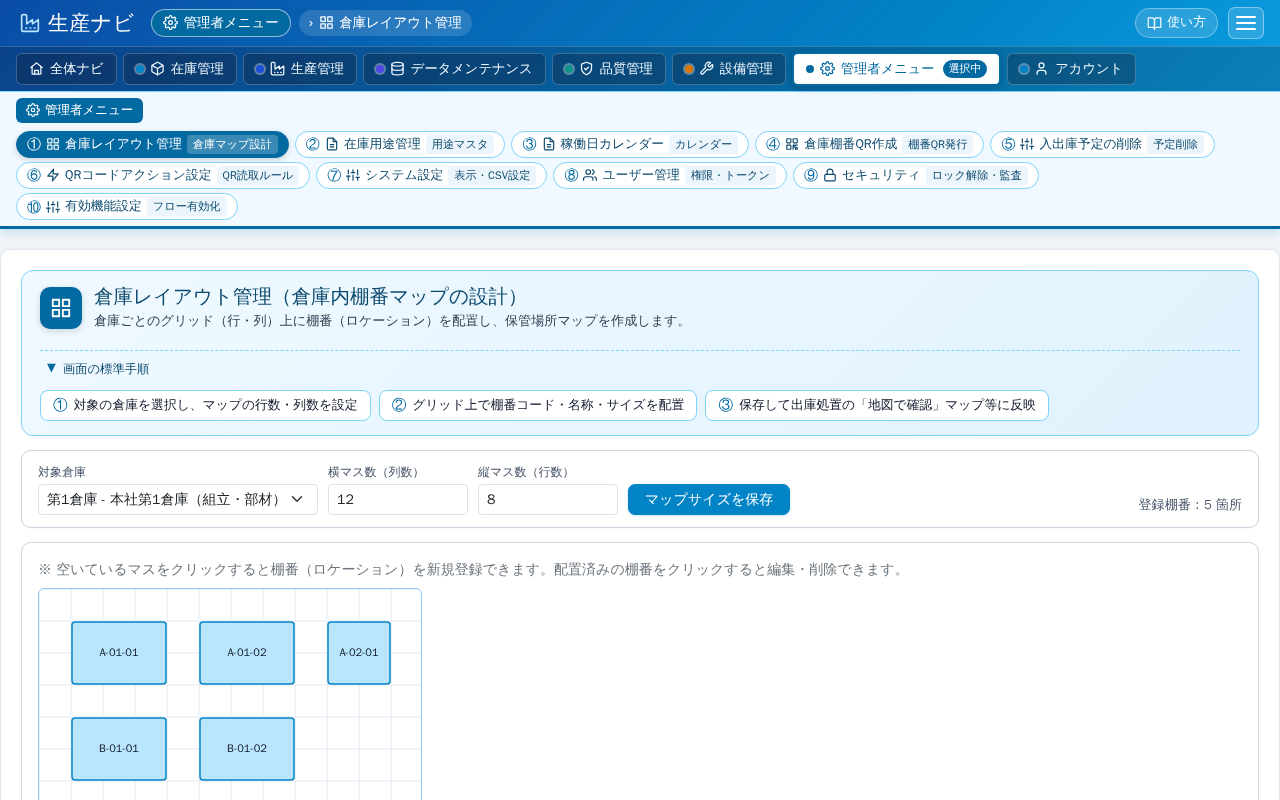 生産ナビ 管理者メニュー › 倉庫レイアウト管理 使い方
全体ナビ 在庫管理 生産管理 データメンテナンス 品質管理 設備管理 管理者メニュー 選択中 アカウント
管理者メニュー
① 倉庫レイアウト管理 倉庫マップ設計 ② 在庫用途管理 用途マスタ ③ 稼働日カレンダー カレンダー ④ 倉庫棚番QR作成 棚番QR発行 ⑤ 入出庫予定の削除 予定削除
⑥ QRコードアクション設定 QR読取ルール ⑦ システム設定 表示・CSV設定 ⑧ ユーザー管理 権限・トークン ⑨ セキュリティ ロック解除・監査
⑩ 有効機能設定 フロー有効化
倉庫レイアウト管理（倉庫内棚番マップの設計）
倉庫ごとのグリッド（行・列）上に棚番（ロケーション）を配置し、保管場所マップを作成します。
▼ 画面の標準手順
① 対象の倉庫を選択し、マップの行数・列数を設定 ② グリッド上で棚番コード・名称・サイズを配置 ③ 保存して出庫処置の「地図で確認」マップ等に反映
対象倉庫 横マス数（列数） 縦マス数（行数）
第1倉庫 - 本社第1倉庫（組立・部材） 12 8 マップサイズを保存 登録棚番：5 箇所
※ 空いているマスをクリックすると棚番（ロケーション）を新規登録できます。配置済みの棚番をクリックすると編集・削除できます。
A-01-01 A-01-02 A-02-01
B-01-01 B-01-02